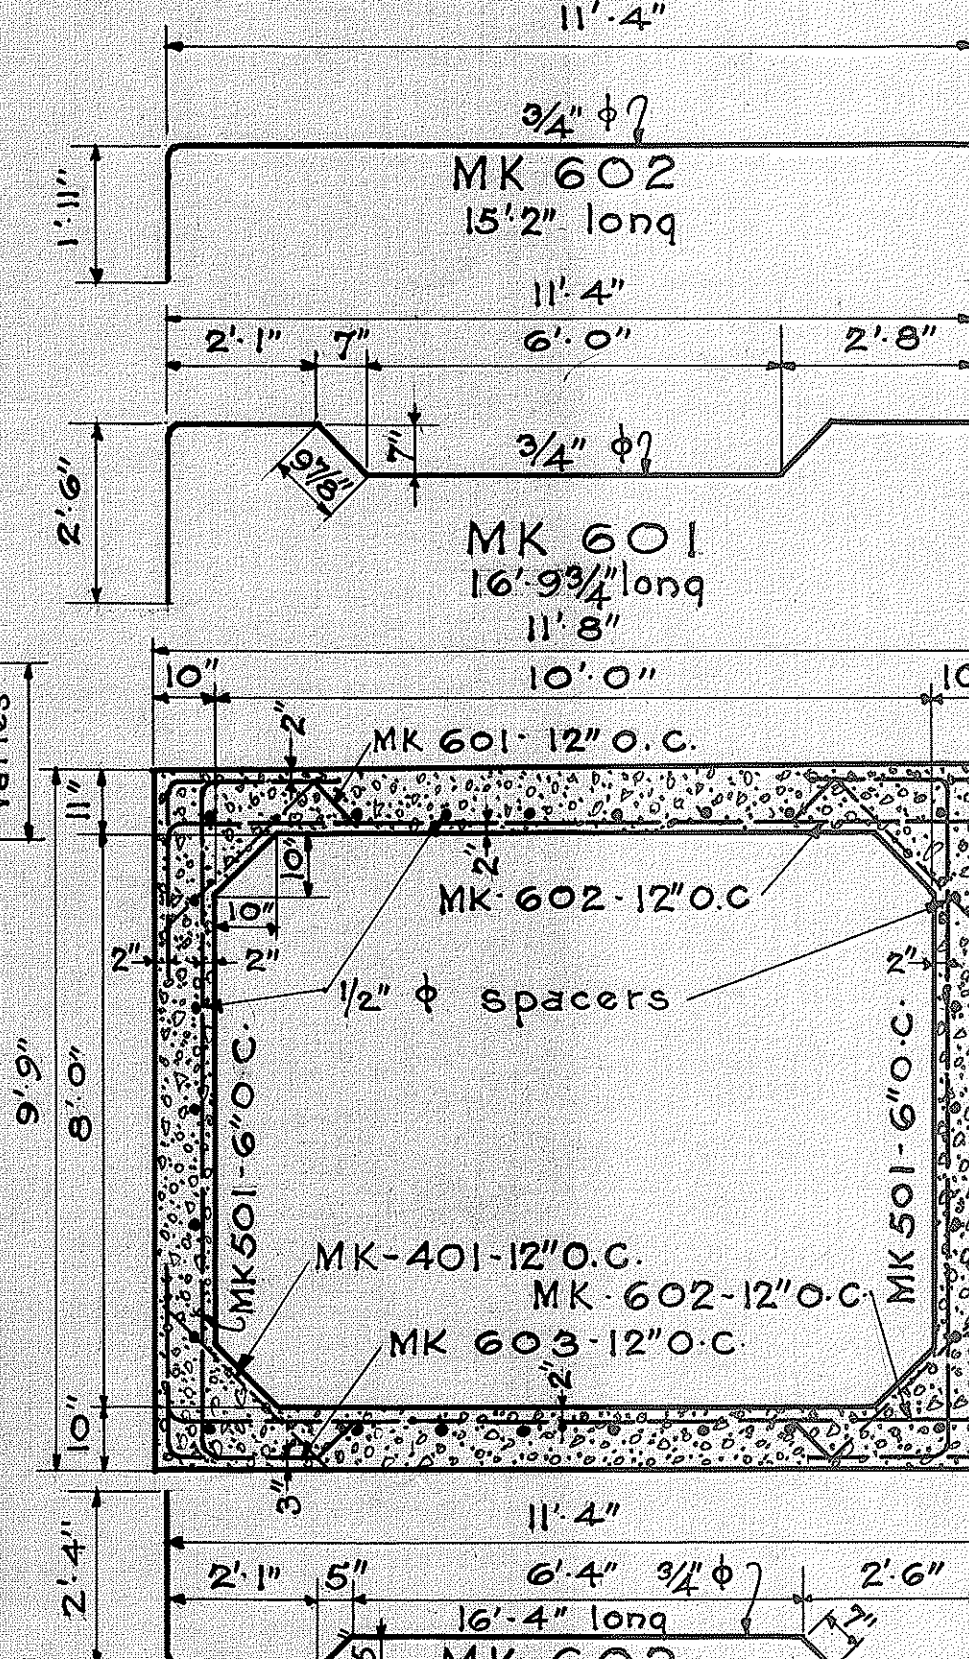 11'·4"
3/4" ϕ
MK 602
15'·2" long
1'·11"
11'·4"
2'·1" 7" 6'·0" 2'·8"
2'·6"
9 7/8"
7"
3/4" ϕ
MK 601
16'·9 3/4" long
11'·8"
10" 10'·0" 10
2"
MK 601- 12" O.C.
11"
10"
2"
MK-602-12"O.C
10"
2" 2" 2"
1/2" ϕ spacers
9'·9"
8'·0"
MK501-6"O.C.
MK 501-6"O.C.
MK-401-12"O.C.
MK-602-12"O.C.
MK 603-12"O.C.
2"
10"
3"
11'·4"
2'·4"
2'·1" 5" 6'·4" 3/4" ϕ 2'·6"
16'-4" long
7"